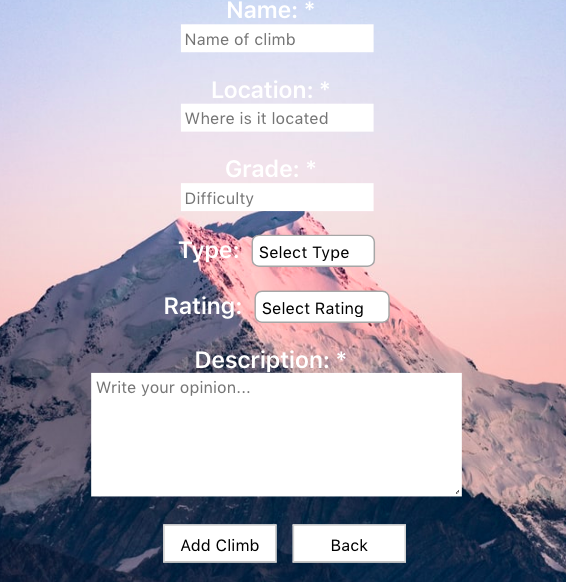 Name: *
Name of climb
Location: *
Where is it located
Grade: *
Difficulty
Type: Select Type
Rating: Select Rating
Description: *
Write your opinion...
Add Climb Back